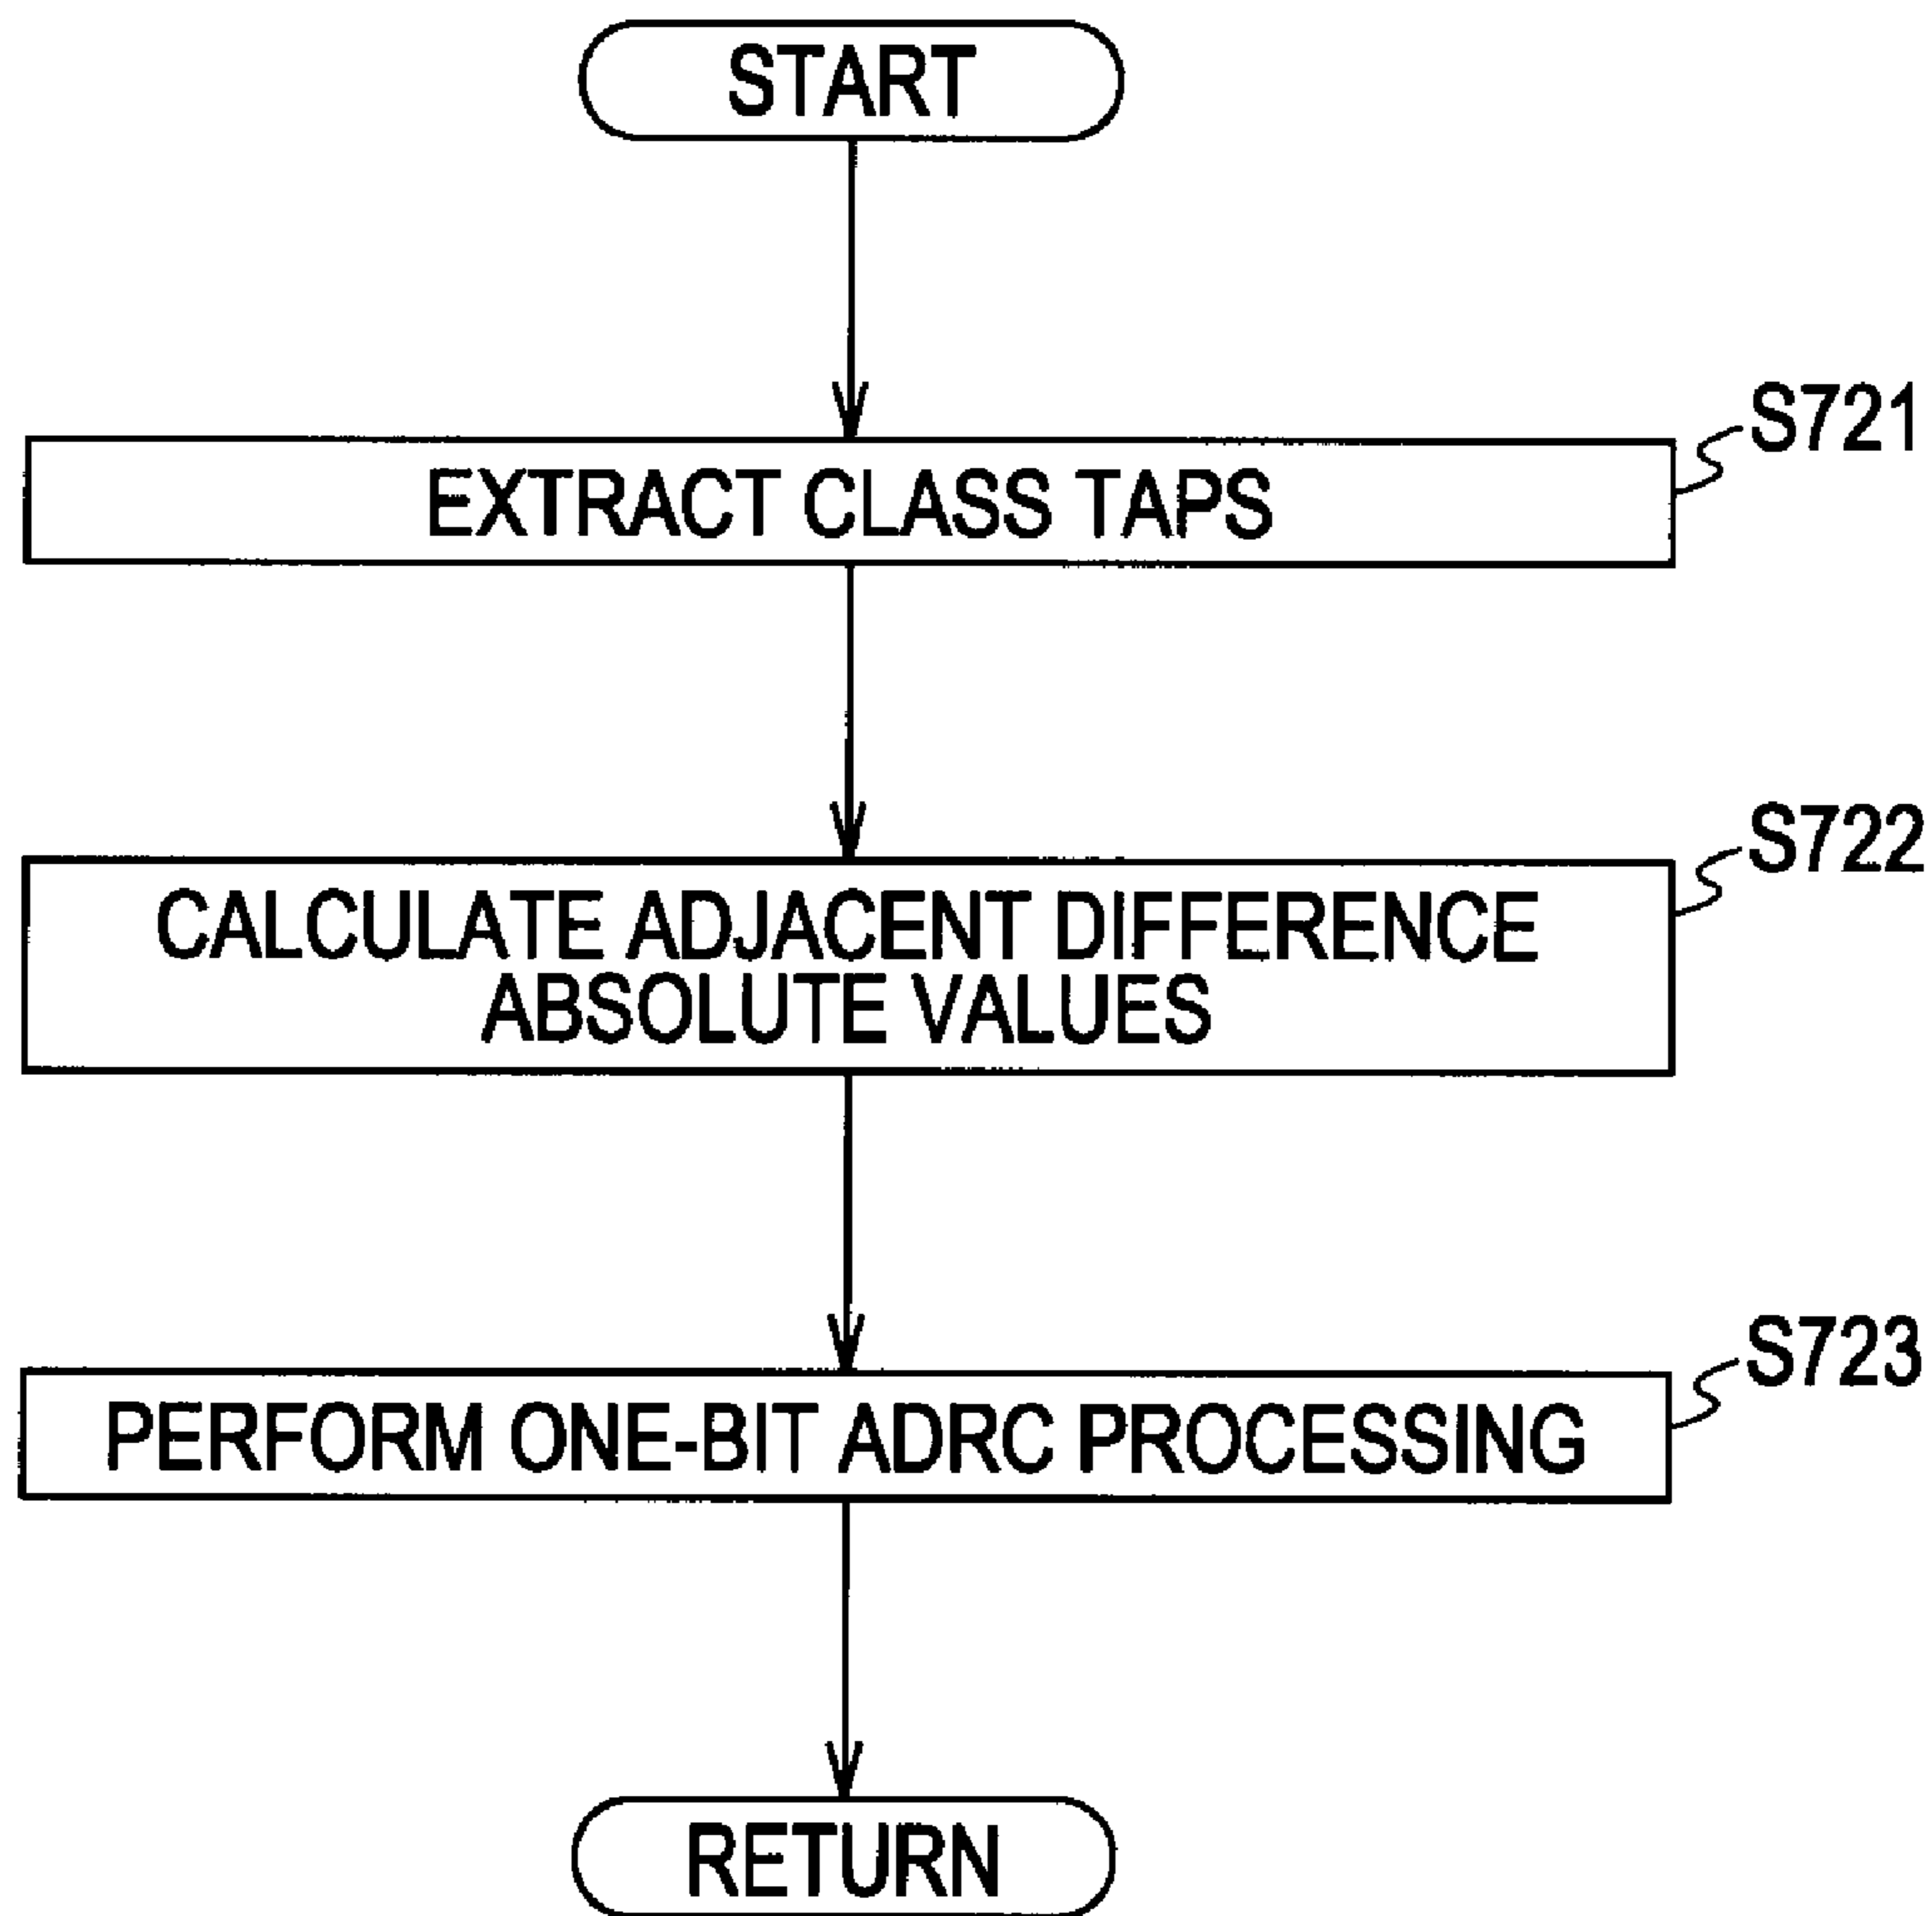 START
S721
EXTRACT CLASS TAPS
S722
CALCULATE ADJACENT DIFFERENCE
ABSOLUTE VALUES
S723
PERFORM ONE-BIT ADRC PROCESSING
RETURN